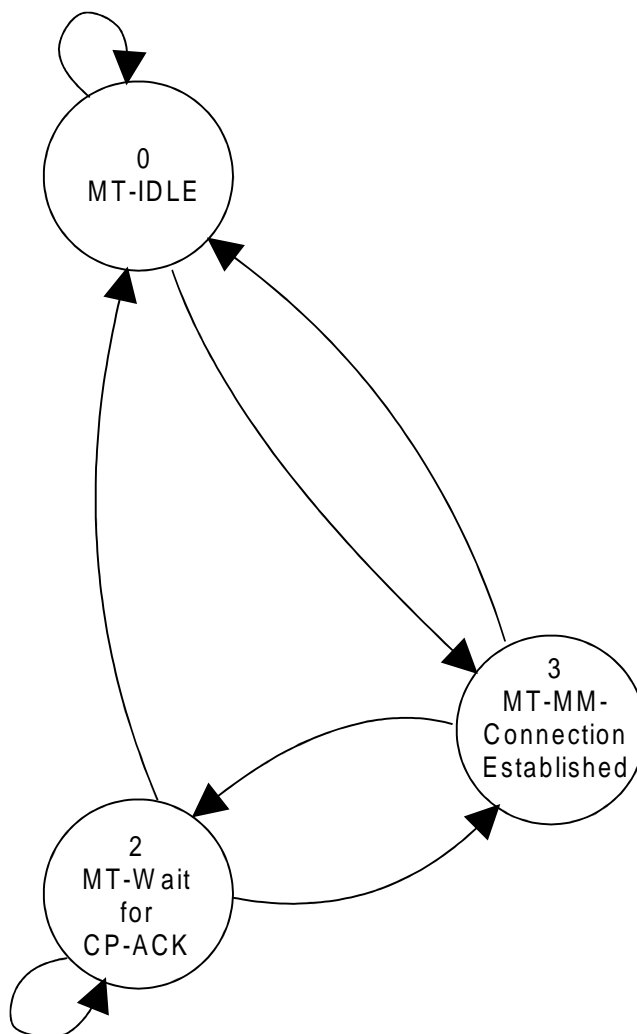 0
MT-IDLE
3
MT-MM-
Connection
Established
2
MT-Wait
for
CP-ACK